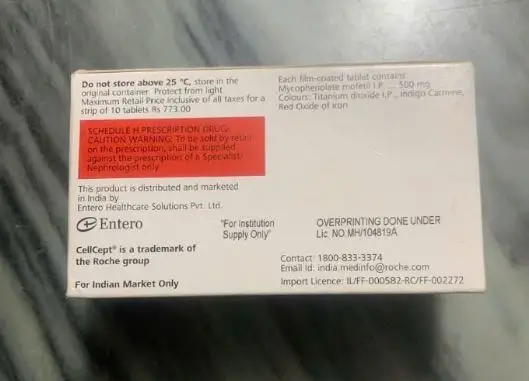 Do not store above 25 °C, store in the
original container. Protect from light
Maximum Retail Price inclusive of all taxes for a
strip of 10 tablets Rs 773.00
SCHEDULE H PRESCRIPTION DRUG-
CAUTION WARNING: To be sold by retail
on the prescription, shall be supplied
against the prescription of a Specialist/
Nephrologist only
This product is distributed and marketed
in India by
Entero Healthcare Solutions Pvt. Ltd.
Entero
CellCept® is a trademark of
the Roche group
For Indian Market Only
"For Institution
Supply Only"
Each film-coated tablet contains
Mycophenolate mofetil I.P. ... 500 mg
Colours: Titanium dioxide I.P., Indigo Carmine,
Red Oxide of Iron
OVERPRINTING DONE UNDER
Lic. NO.MH/104819A
Contact: 1800-833-3374
Email Id: india.medinfo@roche.com
Import Licence: IL/FF-000582-RC/FF-002272